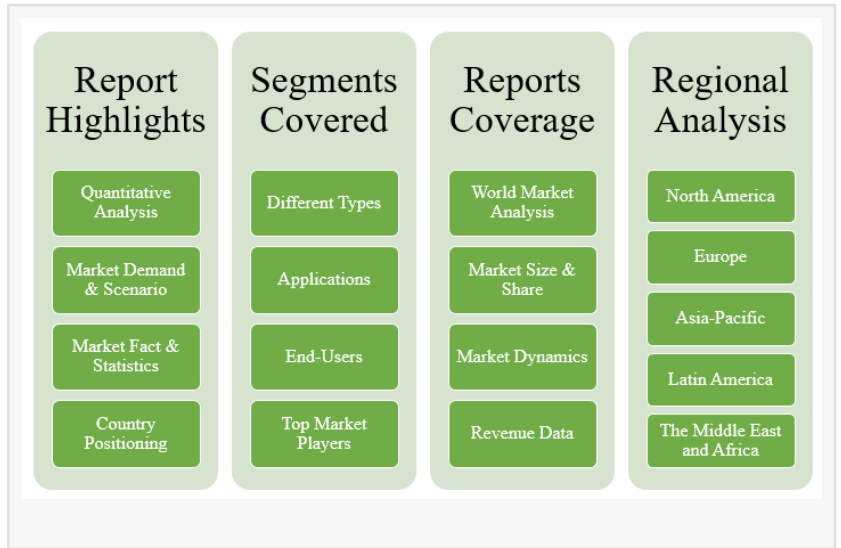 Report
Highlights
Quantitative
Analysis
Market Demand
& Scenario
Market Fact &
Statistics
Country
Positioning
Segments
Covered
Different Types
Applications
End-Users
Top Market
Players
Reports
Coverage
World Market
Analysis
Market Size &
Share
Market Dynamics
Revenue Data
Regional
Analysis
North America
Europe
Asia-Pacific
Latin America
The Middle East
and Africa